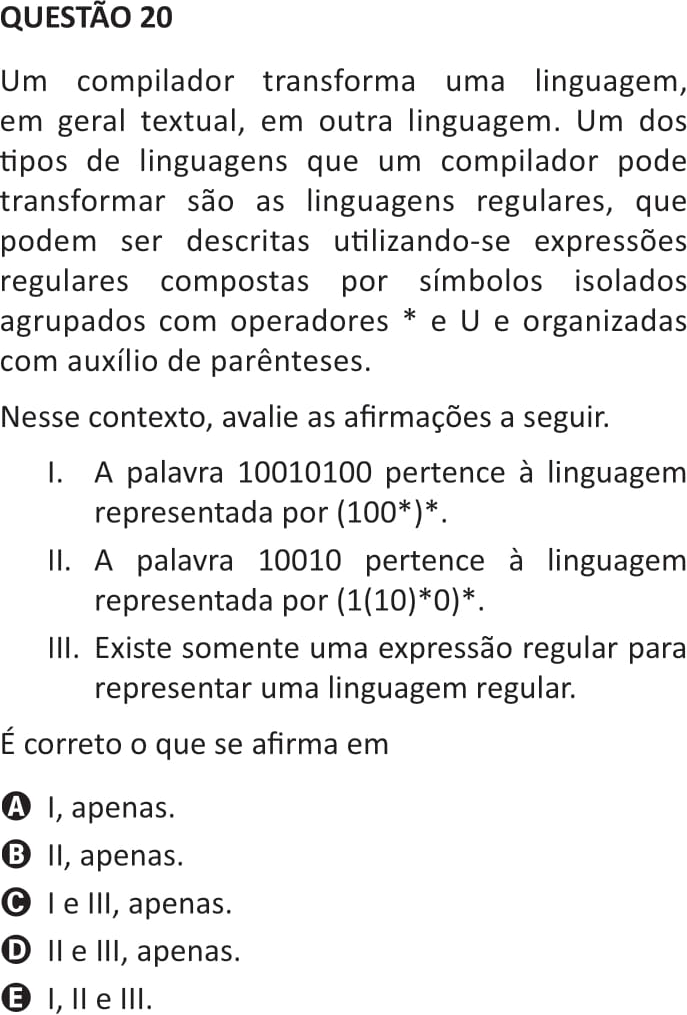 QUESTÃO 20
Um compilador transforma uma linguagem,
em geral textual, em outra linguagem. Um dos
tipos de linguagens que um compilador pode
transformar são as linguagens regulares, que
podem ser descritas utilizando-se expressões
regulares compostas por símbolos isolados
agrupados com operadores * e U e organizadas
com auxílio de parênteses.
Nesse contexto, avalie as afirmações a seguir.
I. A palavra 10010100 pertence à linguagem
representada por (100*)*.
II. A palavra 10010 pertence à linguagem
representada por (1(10)*0)*.
III. Existe somente uma expressão regular para
representar uma linguagem regular.
É correto o que se afirma em
A I, apenas.
B II, apenas.
C I e III, apenas.
D II e III, apenas.
E I, II e III.